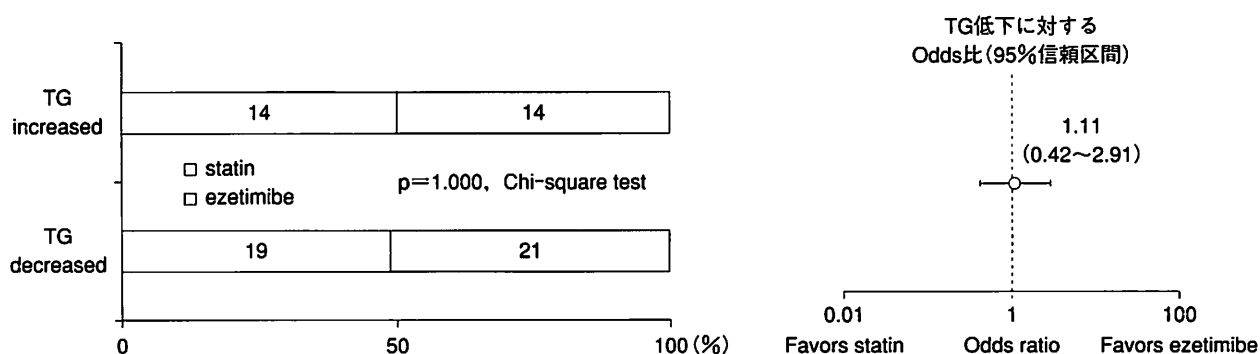 TG
increased
14
14
□ statin
□ ezetimibe
p＝1.000, Chi-square test
TG
decreased
19
21
0
50
100 (%)
TG低下に対する
Odds比（95％信頼区間）
1.11
（0.42～2.91）
0.01
1
100
Favors statin
Odds ratio
Favors ezetimibe